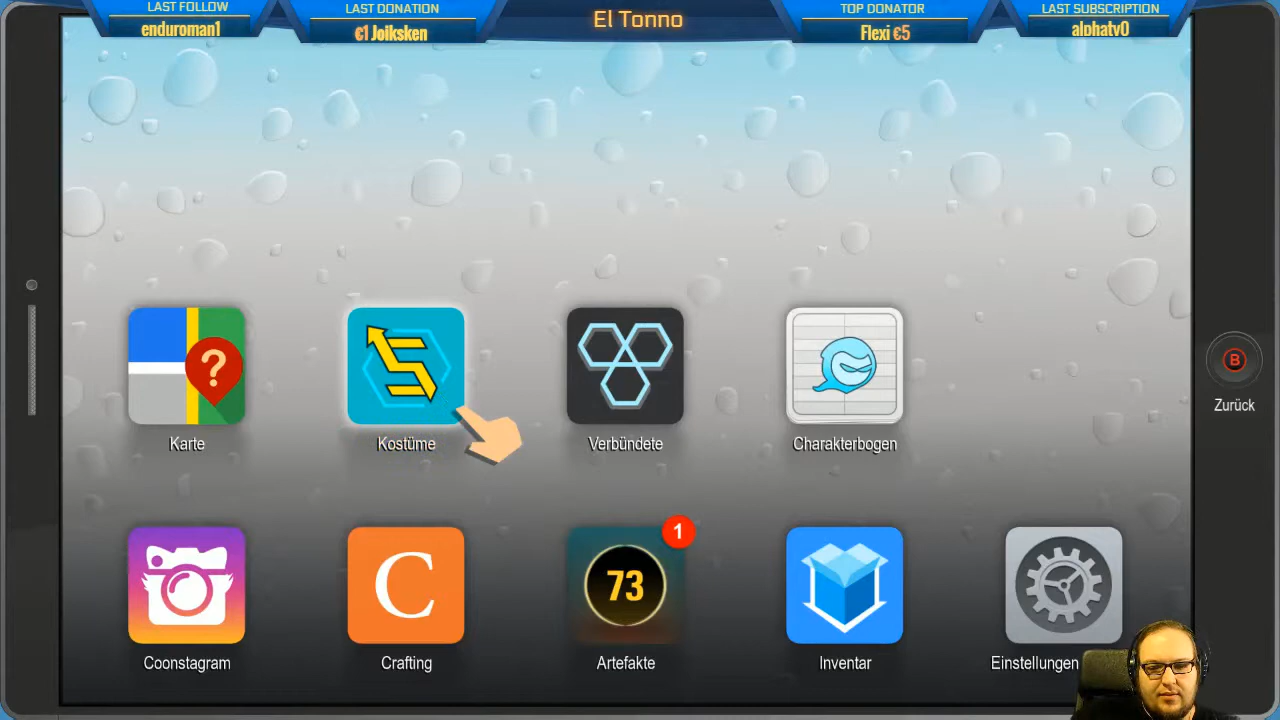 LAST FOLLOW
enduroman1
LAST DONATION
€1 Joiksken
El Tonno
TOP DONATOR
Flexi €5
LAST SUBSCRIPTION
alphatv0
?
B
Zurück
Karte
Kostüme
Verbündete
Charakterbogen
C
73
1
Coonstagram
Crafting
Artefakte
Inventar
Einstellungen